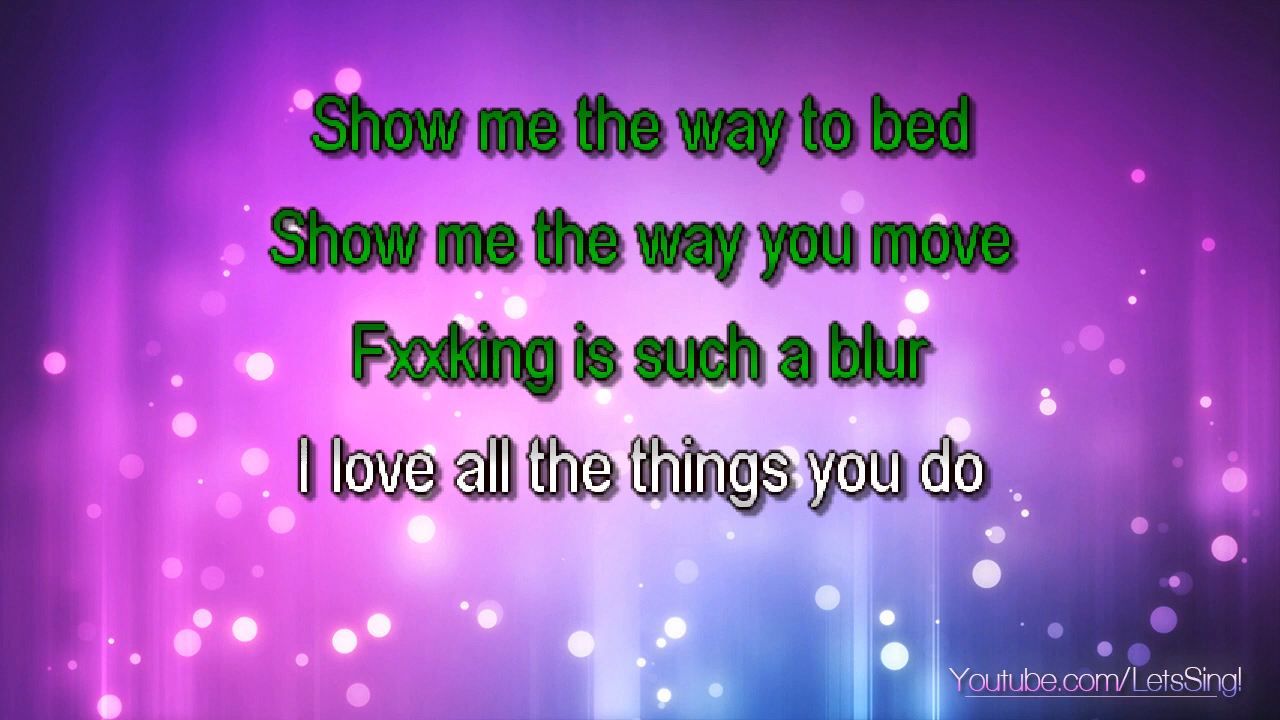 Show me the way to bed
Show me the way you move
Fxxking is such a blur
I love all the things you do
Youtube.com/LetsSing!